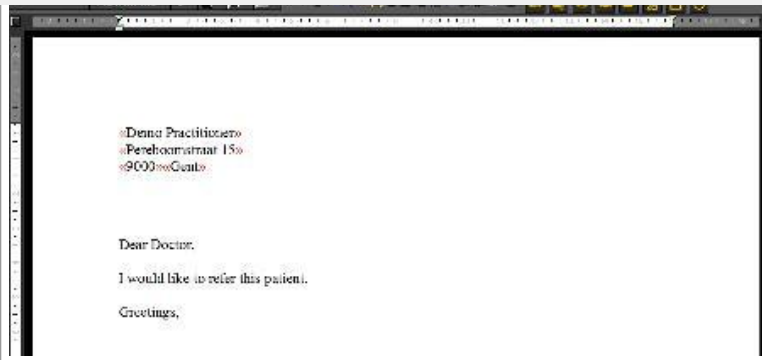 «Demo Practitioner»
«Pereboomstraat 15»
«9000»«Gent»
Dear Doctor,
I would like to refer this patient.
Greetings,